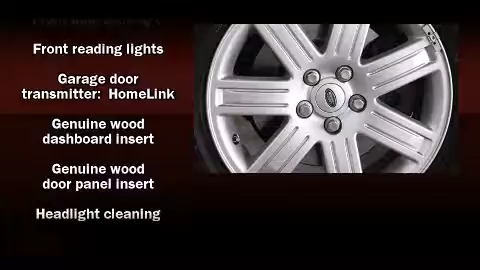 Front reading lights
Garage door
transmitter: HomeLink
Genuine wood
dashboard insert
Genuine wood
door panel insert
Headlight cleaning